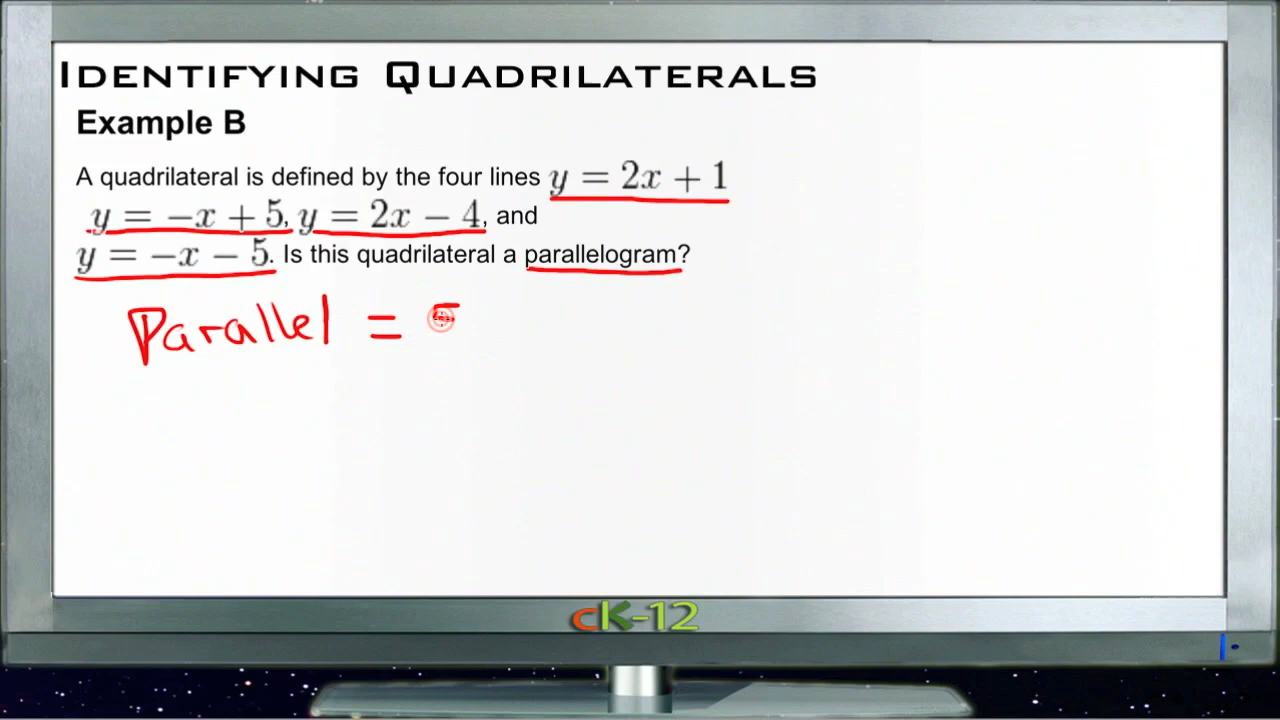 IDENTIFYING QUADRILATERALS
Example B
A quadrilateral is defined by the four lines y = 2x + 1
y = −x + 5, y = 2x − 4, and
y = −x − 5. Is this quadrilateral a parallelogram?
Parallel =
cK-12